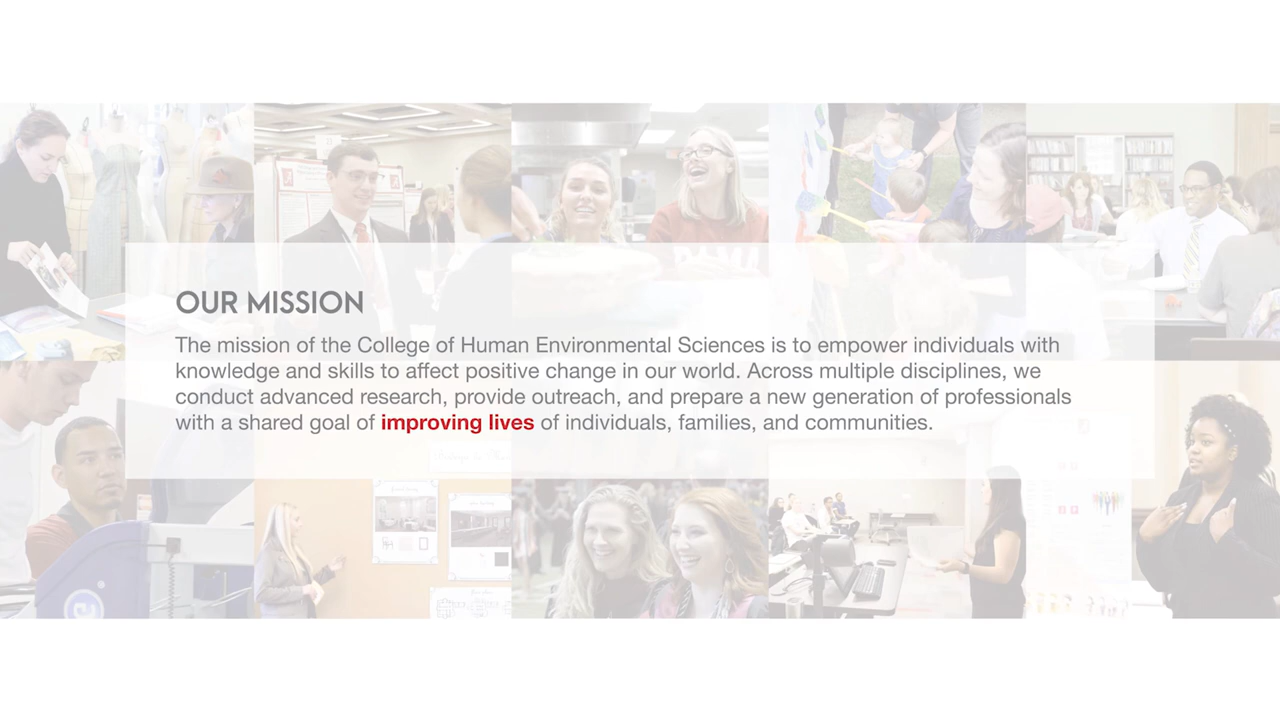 OUR MISSION
The mission of the College of Human Environmental Sciences is to empower individuals with
knowledge and skills to affect positive change in our world. Across multiple disciplines, we
conduct advanced research, provide outreach, and prepare a new generation of professionals
with a shared goal of improving lives of individuals, families, and communities.